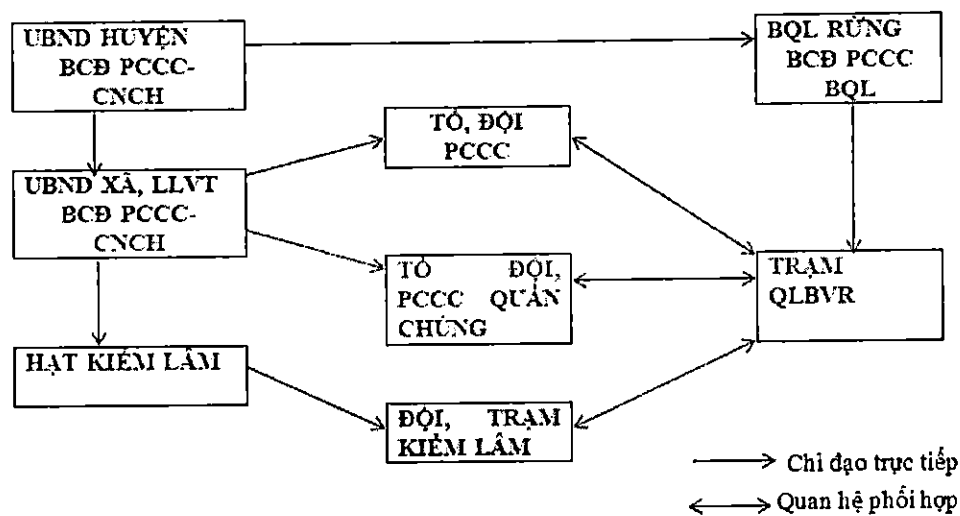 UBND HUYỆN
BCĐ PCCC-
CNCH
BQL RỪNG
BCĐ PCCC
BQL
TỔ, ĐỘI
PCCC
UBND XÃ, LLVT
BCĐ PCCC-
CNCH
TỔ ĐỘI,
PCCC QUẦN
CHÚNG
TRẠM
QLBVR
HẠT KIỂM LÂM
ĐỘI, TRẠM
KIỂM LÂM
Chỉ đạo trực tiếp
Quan hệ phối hợp